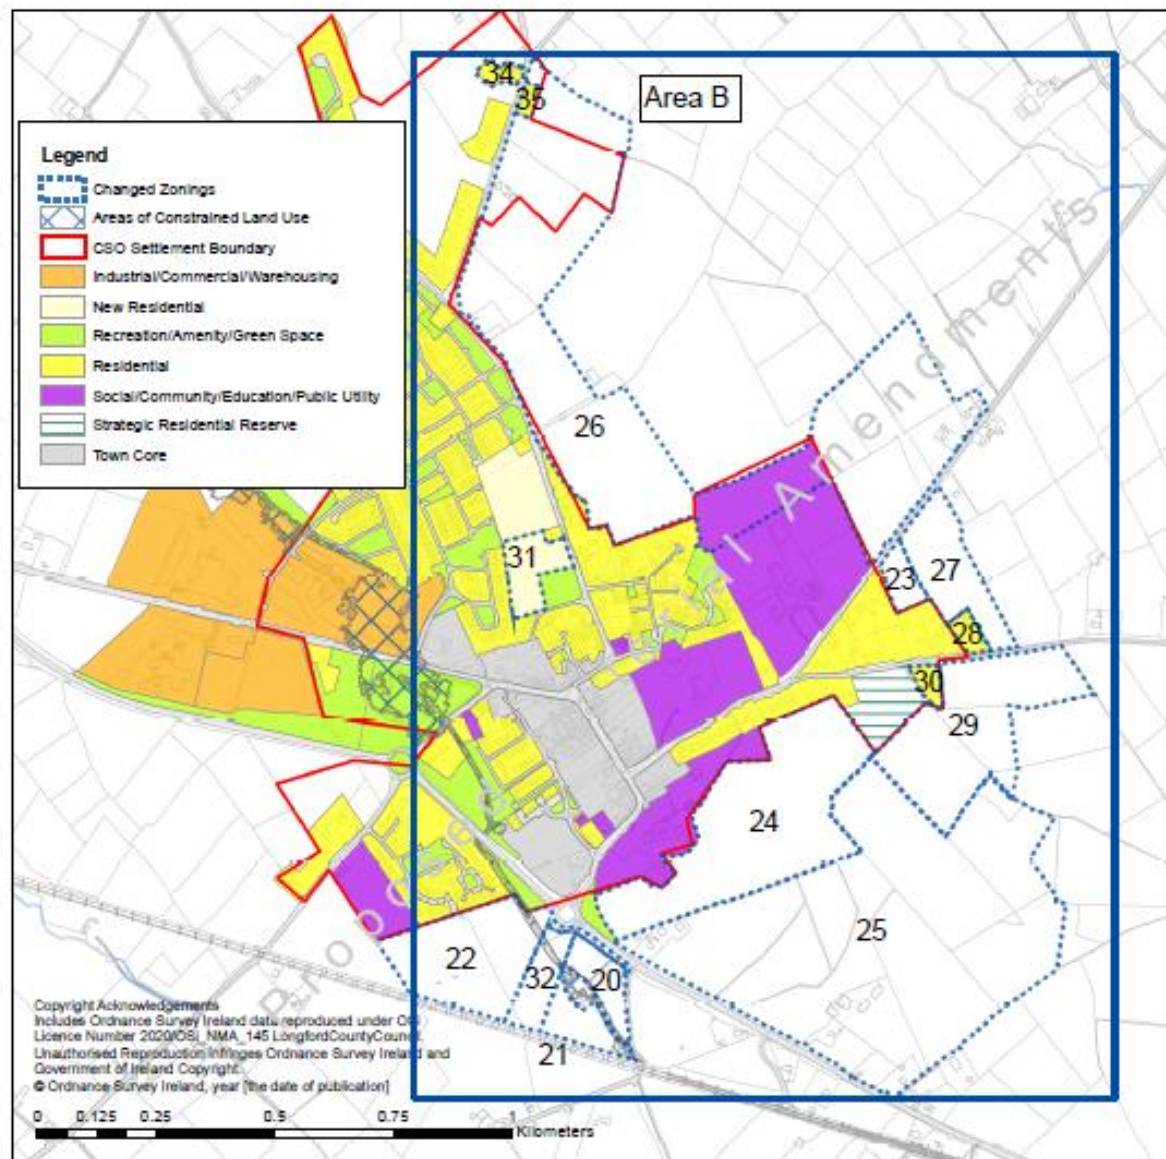 34
35
Area B
Legend
Changed Zonings
Areas of Constrained Land Use
CSO Settlement Boundary
Industrial/Commercial/Warehousing
New Residential
Recreation/Amenity/Green Space
Residential
Social/Community/Education/Public Utility
Strategic Residential Reserve
Town Core
26
31
23
27
28
30
29
24
25
22
32
20
21
Amendments
Copyright Acknowledgements
Includes Ordnance Survey Ireland data reproduced under OSi
Licence Number 2020/OSi_NMA_145 LongfordCountyCouncil.
Unauthorised Reproduction infringes Ordnance Survey Ireland and
Government of Ireland Copyright.
© Ordnance Survey Ireland, year [the date of publication]
0 0.125 0.25 0.5 0.75 1
Kilometers